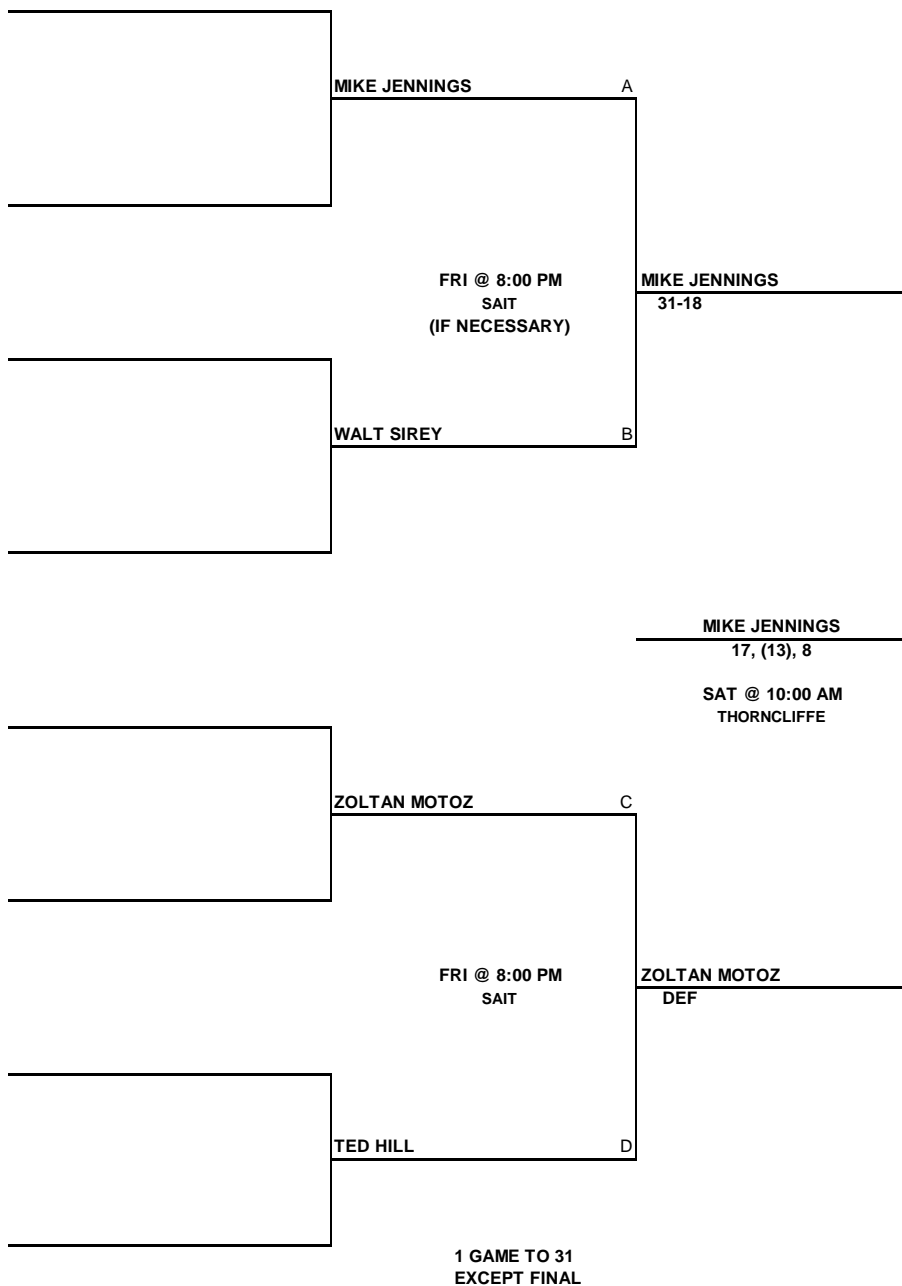 MIKE JENNINGS A
FRI @ 8:00 PM
SAIT
(IF NECESSARY)
MIKE JENNINGS
31-18
WALT SIREY B
MIKE JENNINGS
17, (13), 8
SAT @ 10:00 AM
THORNCLIFFE
ZOLTAN MOTOZ C
FRI @ 8:00 PM
SAIT
ZOLTAN MOTOZ
DEF
TED HILL D
1 GAME TO 31
EXCEPT FINAL